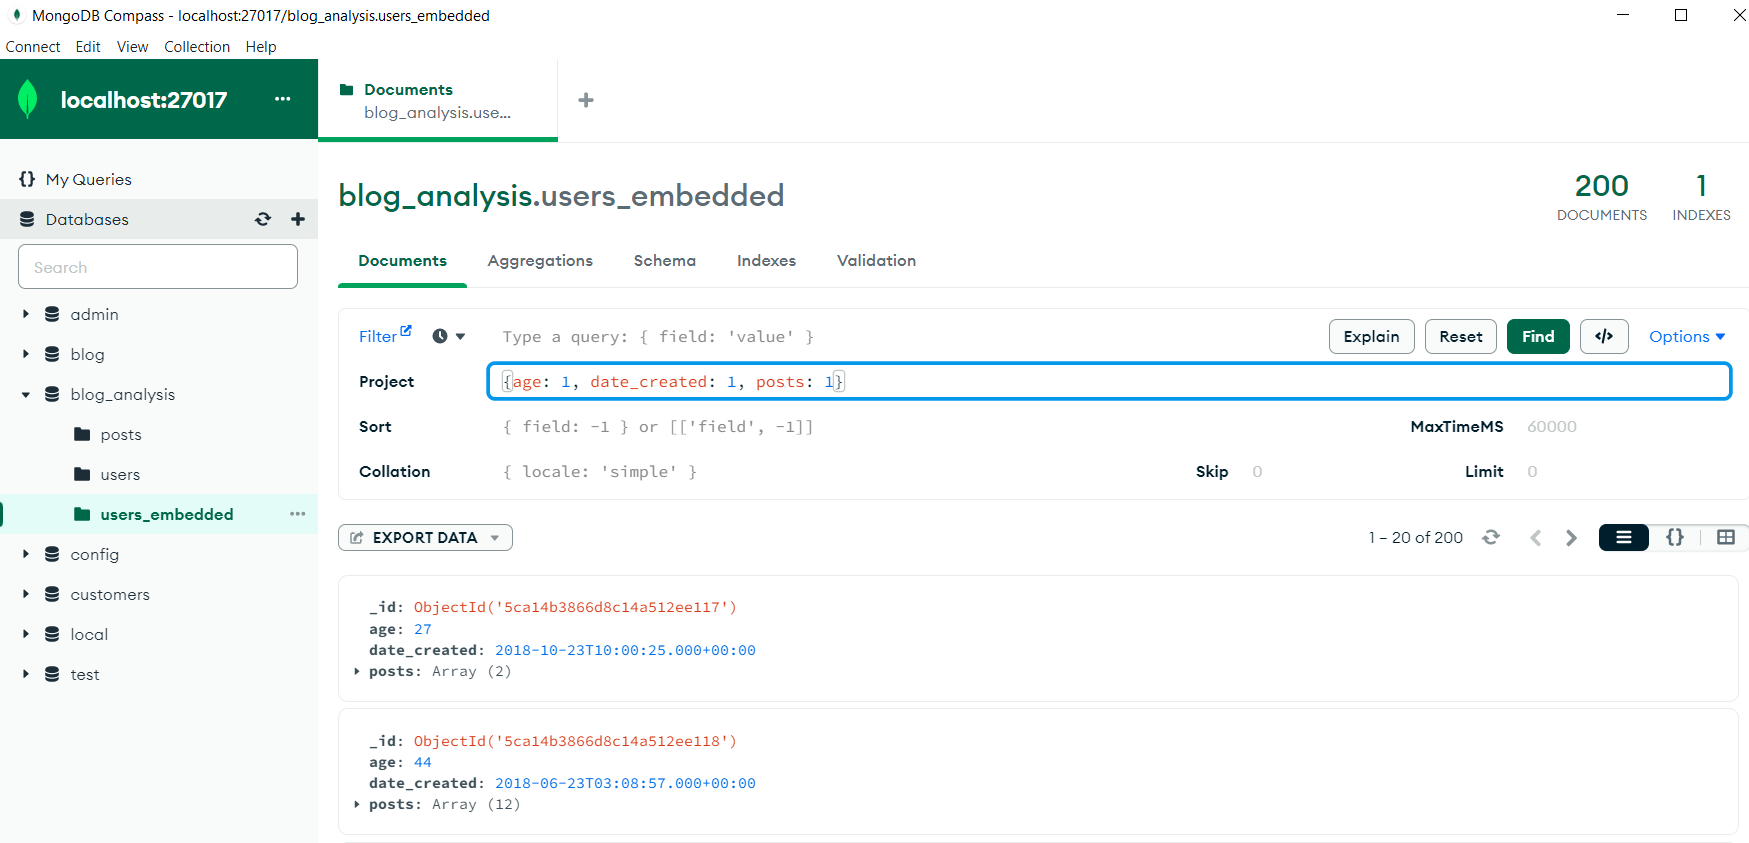 MongoDB Compass - localhost:27017/blog_analysis.users_embedded
Connect Edit View Collection Help
localhost:27017 ···
Documents
blog_analysis.use...
My Queries
Databases
Search
admin
blog
blog_analysis
posts
users
users_embedded ···
config
customers
local
test
blog_analysis.users_embedded
200
DOCUMENTS
1
INDEXES
Documents Aggregations Schema Indexes Validation
Filter Type a query: { field: 'value' } Explain Reset Find </> Options
Project {age: 1, date_created: 1, posts: 1}
Sort { field: -1 } or [['field', -1]] MaxTimeMS 60000
Collation { locale: 'simple' } Skip 0 Limit 0
EXPORT DATA 1 – 20 of 200 {}
_id: ObjectId('5ca14b3866d8c14a512ee117')
age: 27
date_created: 2018-10-23T10:00:25.000+00:00
posts: Array (2)
_id: ObjectId('5ca14b3866d8c14a512ee118')
age: 44
date_created: 2018-06-23T03:08:57.000+00:00
posts: Array (12)